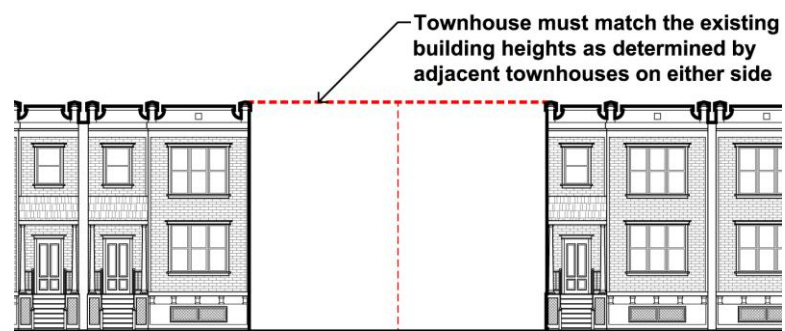 Townhouse must match the existing
building heights as determined by
adjacent townhouses on either side